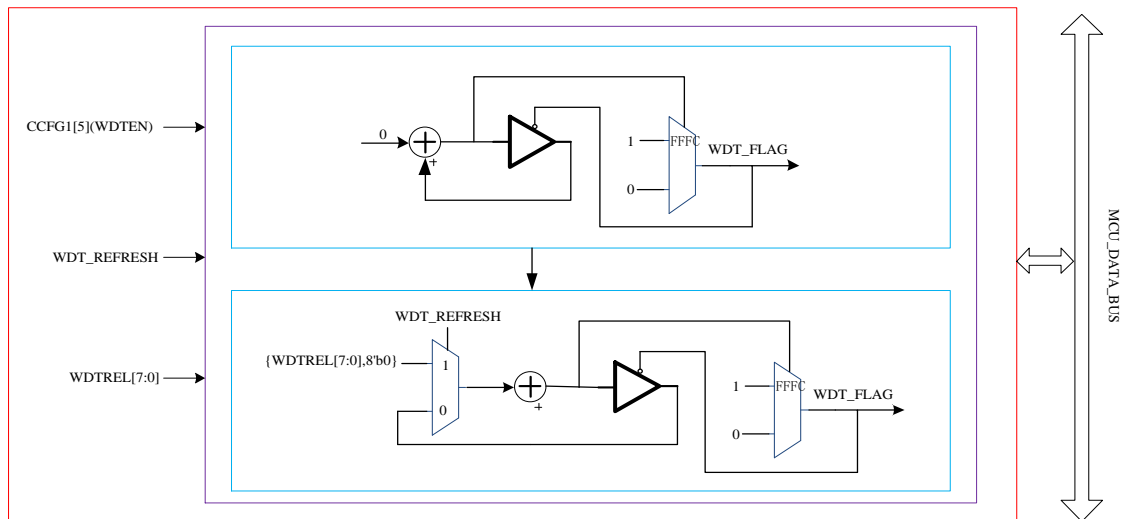 CCFG1[5](WDTEN)
WDT_REFRESH
WDTREL[7:0]
0
+
1
FFFC
0
WDT_FLAG
WDT_REFRESH
{WDTREL[7:0],8'b0}
1
0
+
1
FFFC
0
WDT_FLAG
MCU_DATA_BUS